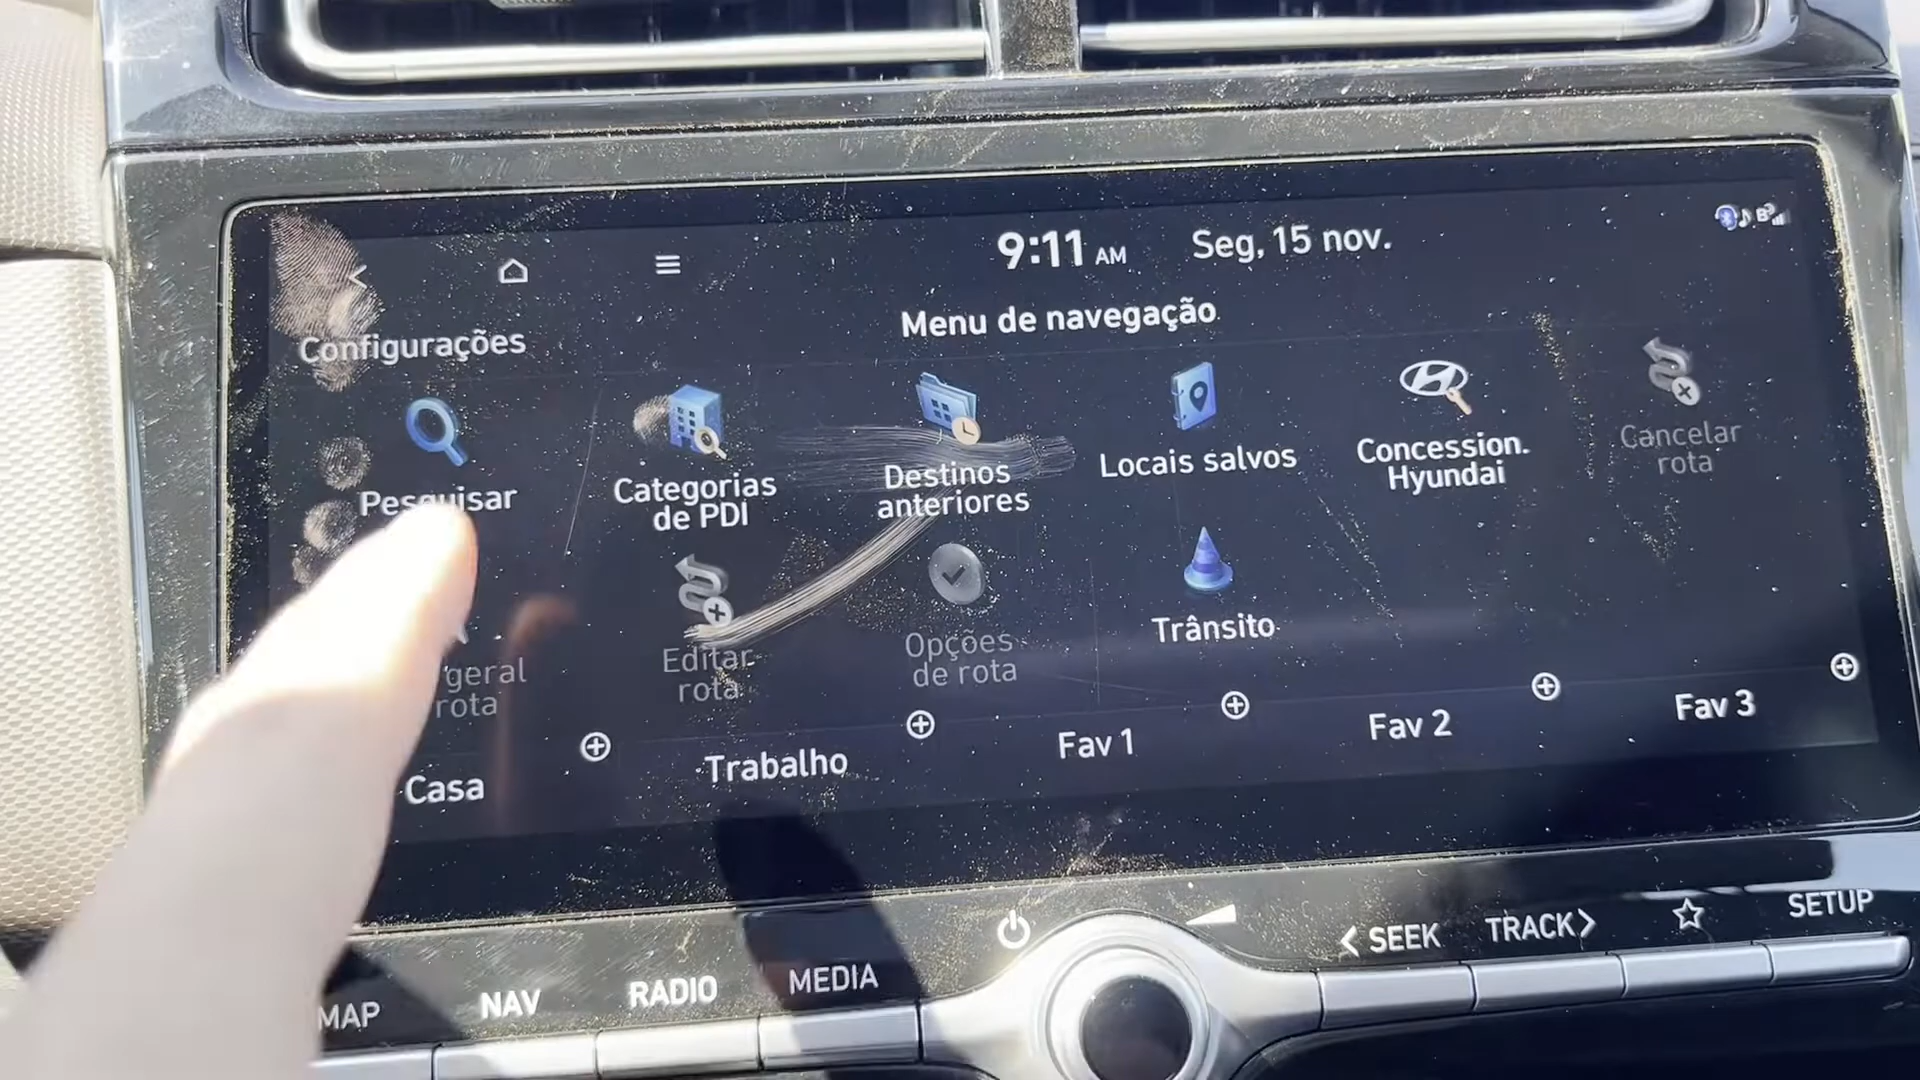 9:11 AM
Seg, 15 nov.
Menu de navegação
Configurações
Pesquisar
Categorias
de PDI
Destinos
anteriores
Locais salvos
Concession.
Hyundai
Cancelar
rota
geral
rota
Editar
rota
Opções
de rota
Trânsito
Casa
Trabalho
Fav 1
Fav 2
Fav 3
MAP
NAV
RADIO
MEDIA
SEEK
TRACK
SETUP